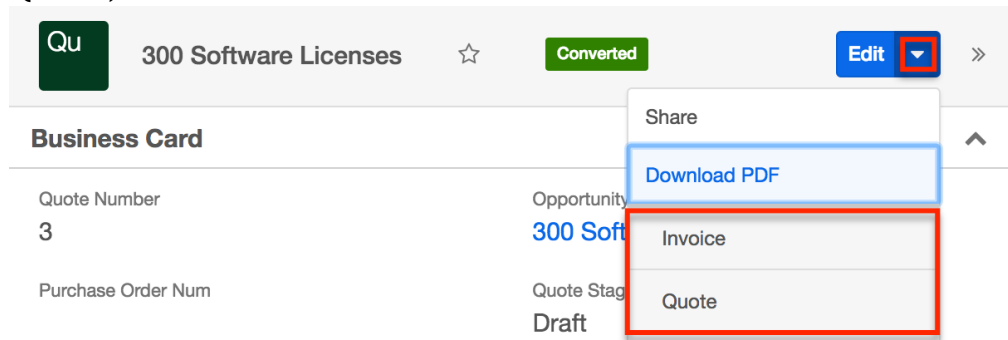 Qu
300 Software Licenses
Converted
Edit
Share
Business Card
Download PDF
Quote Number
Opportunity
3
300 Soft
Invoice
Purchase Order Num
Quote Stag
Quote
Draft